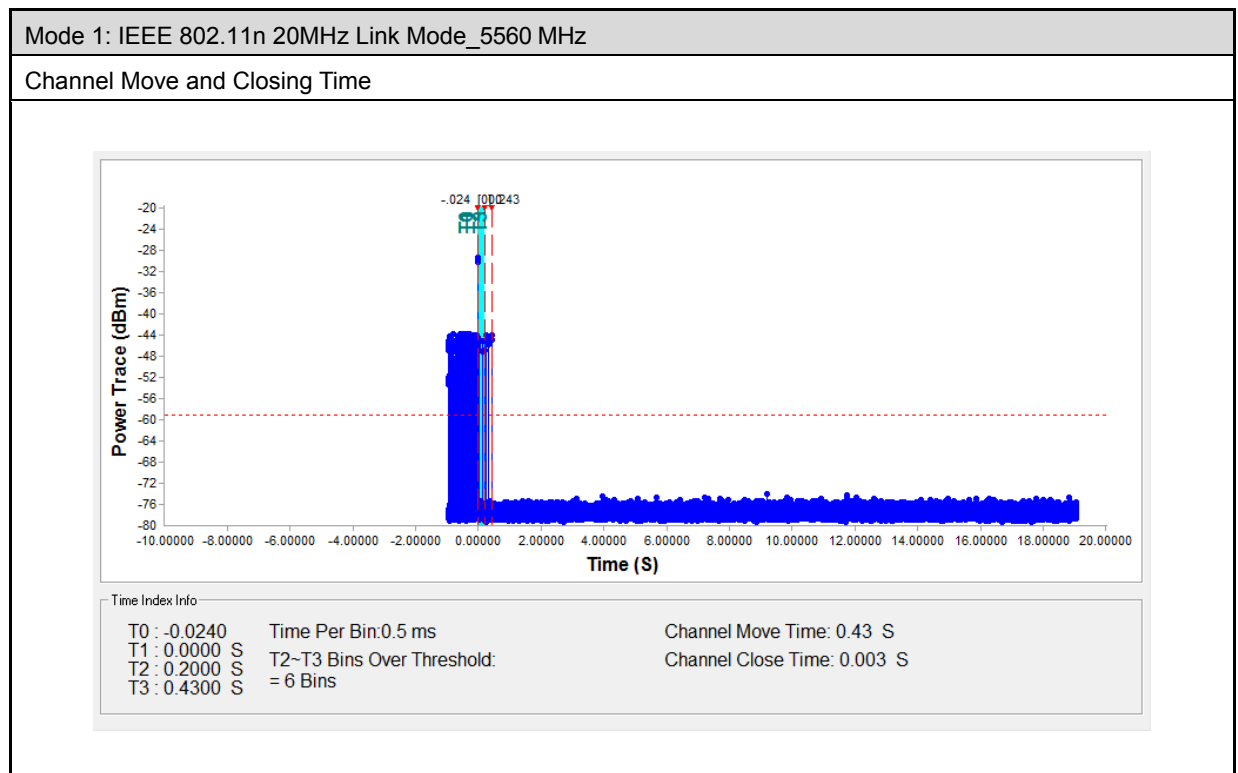 Mode 1: IEEE 802.11n 20MHz Link Mode_5560 MHz
Channel Move and Closing Time
-.024
-20
-24
-28
-32
-36
-40
-44
-48
-52
-56
-60
-64
-68
-72
-76
-80
Power Trace (dBm)
-10.00000 -8.00000 -6.00000 -4.00000 -2.00000 0.00000 2.00000 4.00000 6.00000 8.00000 10.00000 12.00000 14.00000 16.00000 18.00000 20.00000
Time (S)
Time Index Info
T0 : -0.0240 Time Per Bin:0.5 ms Channel Move Time: 0.43 S
T1 : 0.0000 S
T2~T3 Bins Over Threshold: Channel Close Time: 0.003 S
T2 : 0.2000 S
= 6 Bins
T3 : 0.4300 S